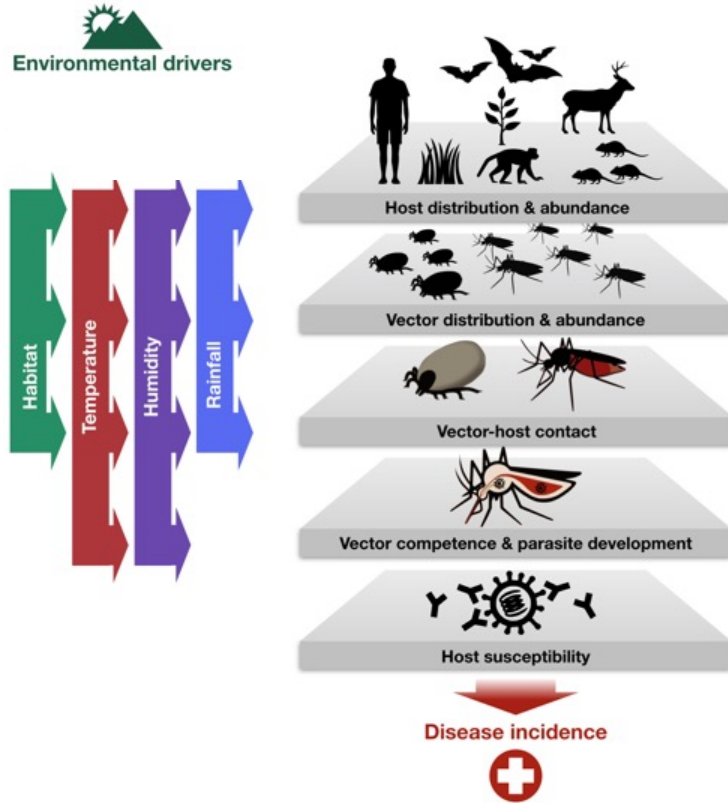 Environmental drivers
Habitat
Temperature
Humidity
Rainfall
Host distribution & abundance
Vector distribution & abundance
Vector-host contact
Vector competence & parasite development
Host susceptibility
Disease incidence